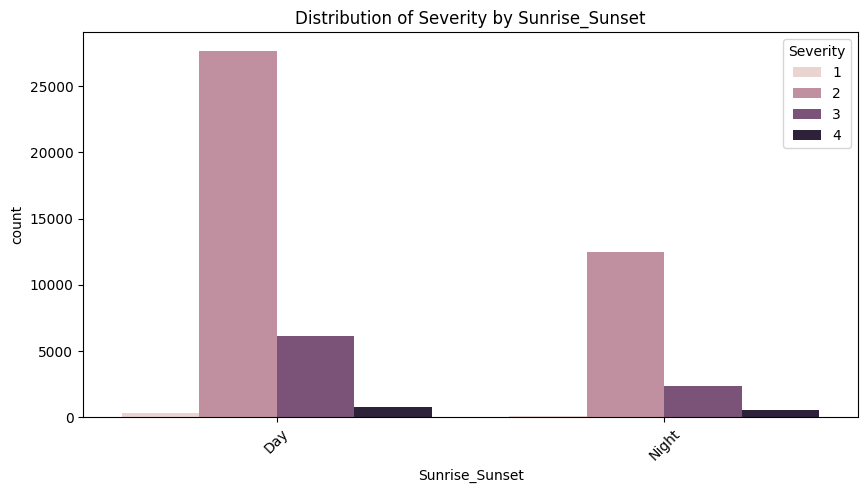 Distribution of Severity by Sunrise_Sunset
Severity
1
2
3
4
25000
20000
15000
10000
5000
0
count
Day
Night
Sunrise_Sunset